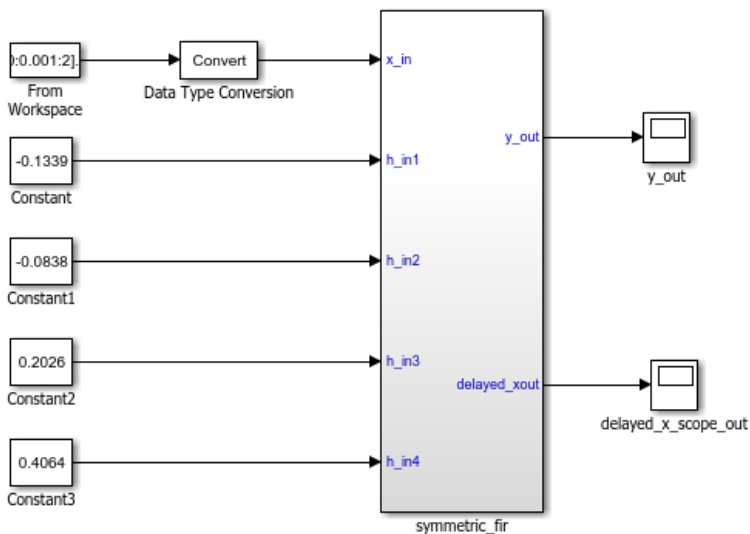 ):0.001:2].
From
Workspace
Convert
Data Type Conversion
x_in
-0.1339
Constant
h_in1
-0.0838
Constant1
h_in2
0.2026
Constant2
h_in3
0.4064
Constant3
h_in4
y_out
y_out
delayed_xout
delayed_x_scope_out
symmetric_fir